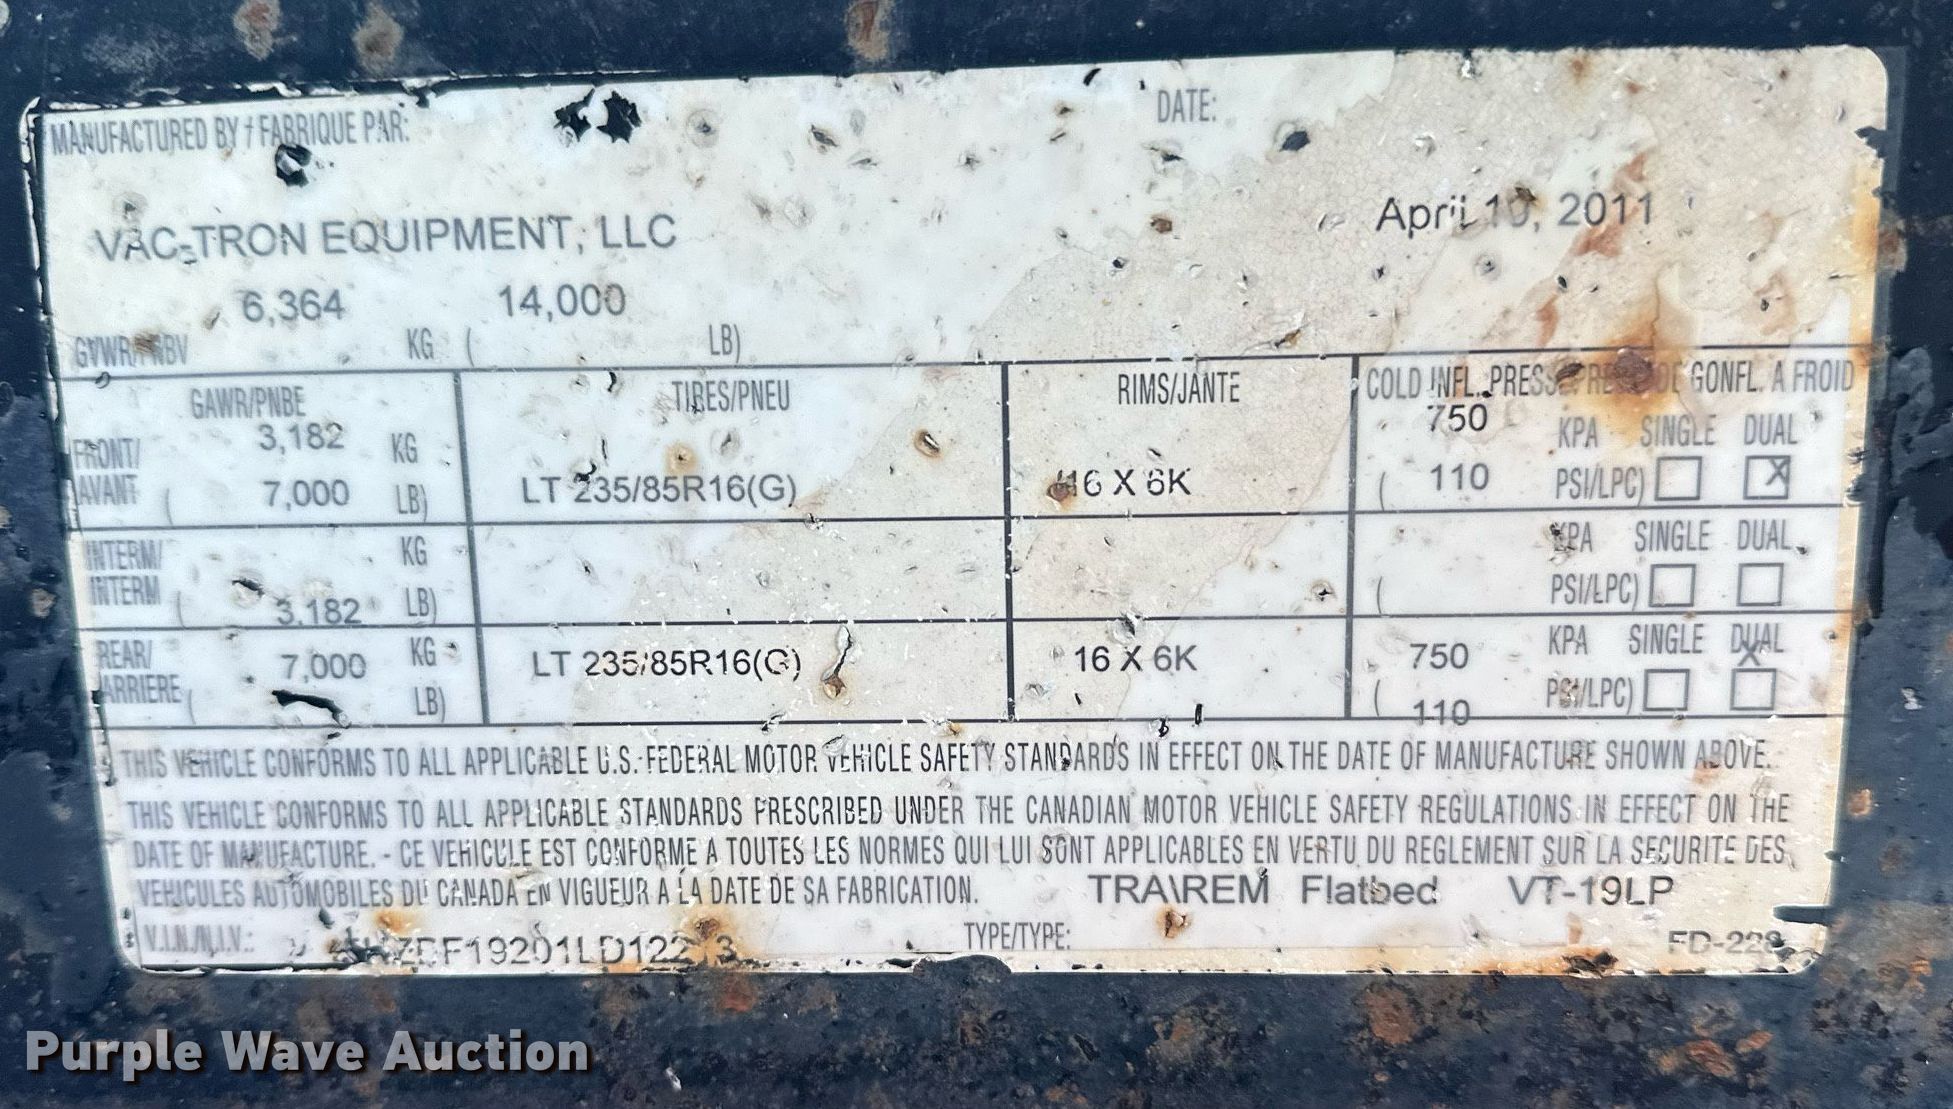 MANUFACTURED BY / FABRIQUE PAR:
DATE:
VAC-TRON EQUIPMENT, LLC
April 10, 2011
6,364 14,000
GVWR/PNBV KG ( LB)
GAWR/PNBE TIRES/PNEU RIMS/JANTE COLD INFL. PRESS. GONFL. A FROID
FRONT/ 3,182 KG 750 KPA SINGLE DUAL
AVANT ( 7,000 LB) LT 235/85R16(G) 16 X 6K ( 110 PSI/LPC) X
INTERM/ KG KPA SINGLE DUAL
INTERM ( LB) ( PSI/LPC)
3,182
REAR/ KG 750 KPA SINGLE DUAL
7,000 LT 235/85R16(G) 16 X 6K X
ARRIERE ( LB) ( 110 PSI/LPC)
THIS VEHICLE CONFORMS TO ALL APPLICABLE U.S. FEDERAL MOTOR VEHICLE SAFETY STANDARDS IN EFFECT ON THE DATE OF MANUFACTURE SHOWN ABOVE.
THIS VEHICLE CONFORMS TO ALL APPLICABLE STANDARDS PRESCRIBED UNDER THE CANADIAN MOTOR VEHICLE SAFETY REGULATIONS IN EFFECT ON THE
DATE OF MANUFACTURE. - CE VEHICULE EST CONFORME A TOUTES LES NORMES QUI LUI SONT APPLICABLES EN VERTU DU REGLEMENT SUR LA SECURITE DES
VEHICULES AUTOMOBILES DU CANADA EN VIGUEUR A LA DATE DE SA FABRICATION.
TRA\REM Flatbed VT-19LP
V.I.N./N.I.V.: TYPE/TYPE:
Purple Wave Auction